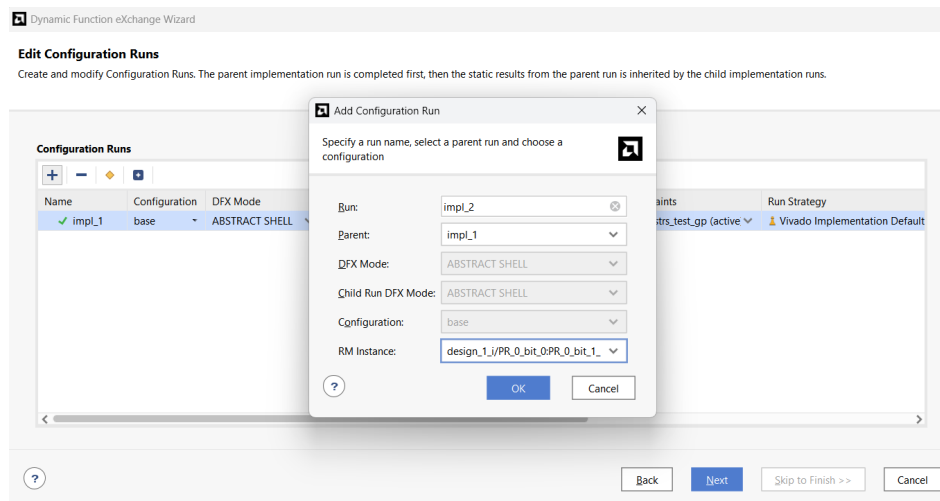 Dynamic Function eXchange Wizard
Edit Configuration Runs
Create and modify Configuration Runs. The parent implementation run is completed first, then the static results from the parent run is inherited by the child implementation runs.
Configuration Runs
Name Configuration DFX Mode aints Run Strategy
impl_1 base ABSTRACT SHELL strs_test_gp (active) Vivado Implementation Default
Add Configuration Run
Specify a run name, select a parent run and choose a
configuration
Run: impl_2
Parent: impl_1
DFX Mode: ABSTRACT SHELL
Child Run DFX Mode: ABSTRACT SHELL
Configuration: base
RM Instance: design_1_i/PR_0_bit_0:PR_0_bit_1_
? OK Cancel
? Back Next Skip to Finish >> Cancel